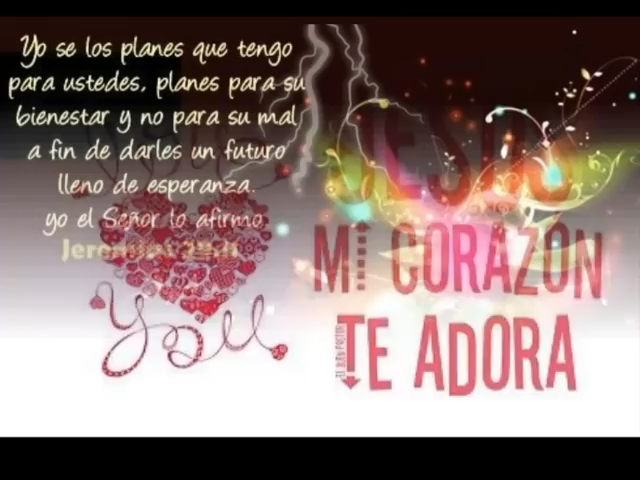 Yo se los planes que tengo
para ustedes, planes para su
bienestar y no para su mal
a fin de darles un futuro
lleno de esperanza.
yo el Señor lo afirmo
You
JESUS
MI CORAZÓN
TE ADORA